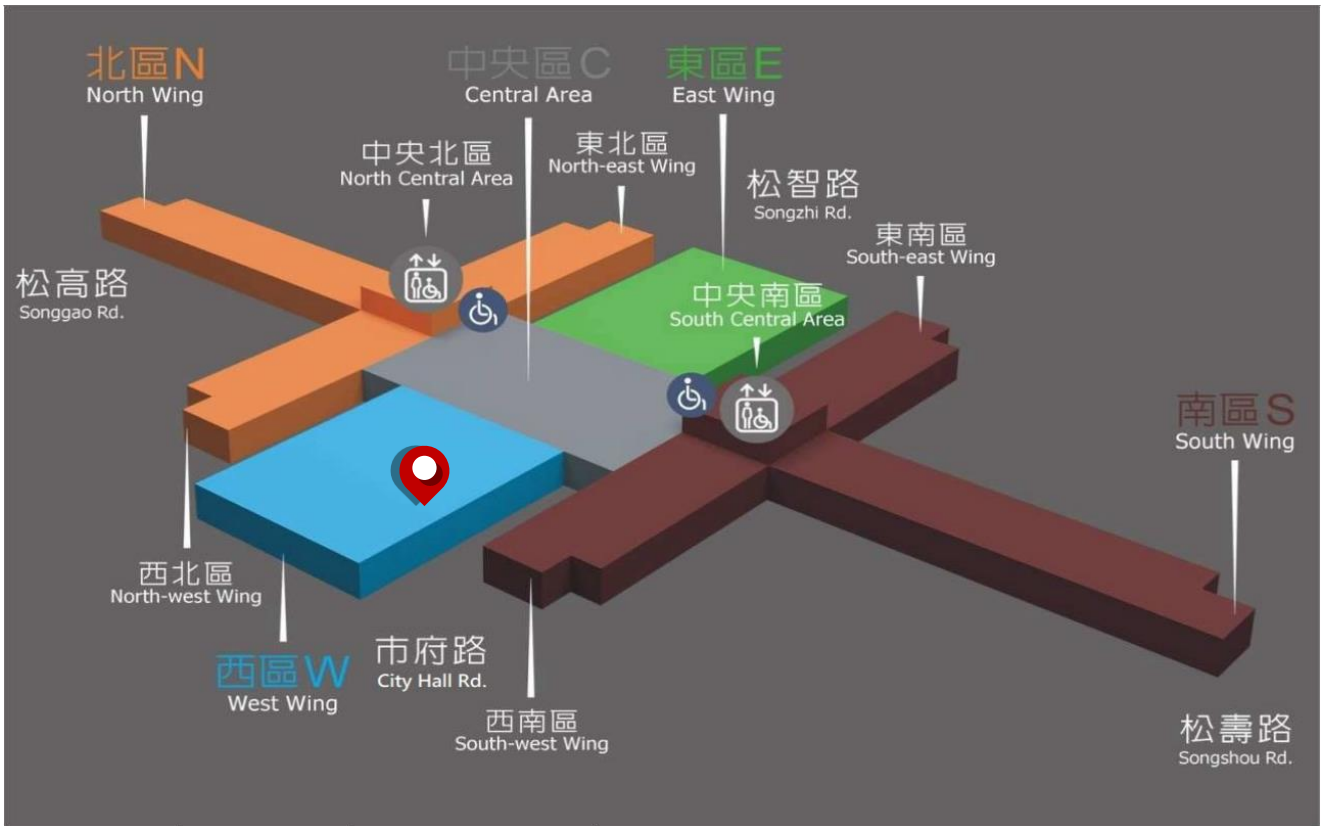 北區N
North Wing
中央區C
Central Area
東區E
East Wing
中央北區
North Central Area
東北區
North-east Wing
松智路
Songzhi Rd.
東南區
South-east Wing
松高路
Songgao Rd.
中央南區
South Central Area
南區S
South Wing
西北區
North-west Wing
西區W
West Wing
市府路
City Hall Rd.
西南區
South-west Wing
松壽路
Songshou Rd.